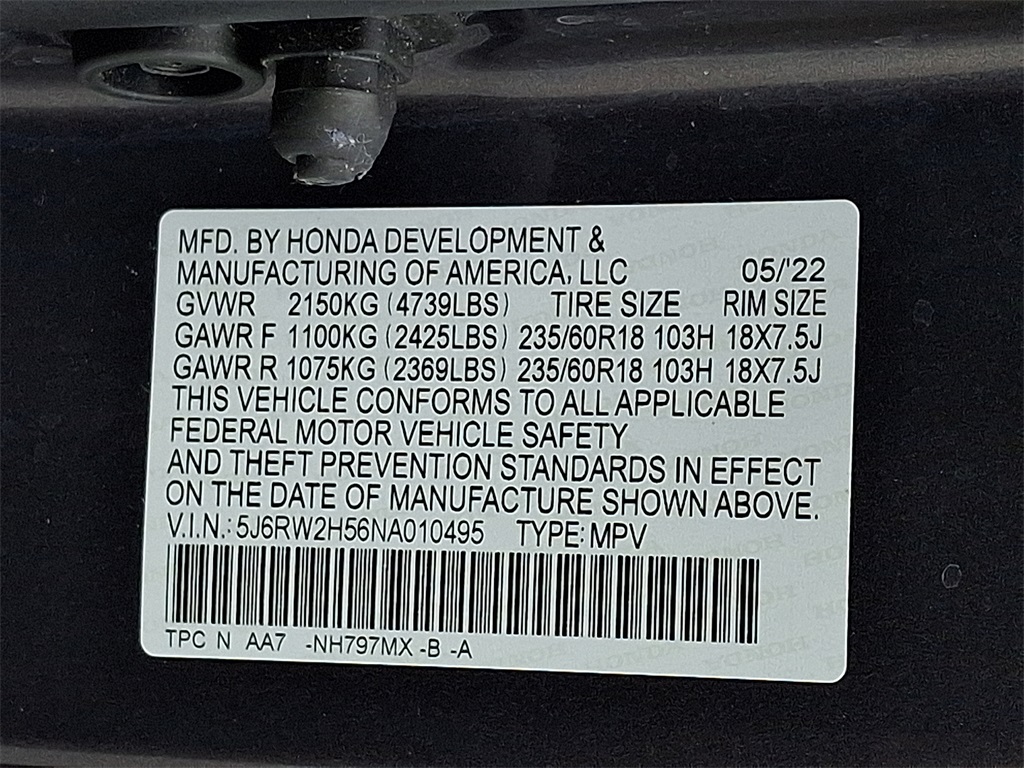 MFD. BY HONDA DEVELOPMENT &
MANUFACTURING OF AMERICA, LLC 05/'22
GVWR 2150KG (4739LBS) TIRE SIZE RIM SIZE
GAWR F 1100KG (2425LBS) 235/60R18 103H 18X7.5J
GAWR R 1075KG (2369LBS) 235/60R18 103H 18X7.5J
THIS VEHICLE CONFORMS TO ALL APPLICABLE
FEDERAL MOTOR VEHICLE SAFETY
AND THEFT PREVENTION STANDARDS IN EFFECT
ON THE DATE OF MANUFACTURE SHOWN ABOVE.
V.I.N.: 5J6RW2H56NA010495 TYPE: MPV
TPC N AA7 -NH797MX -B -A